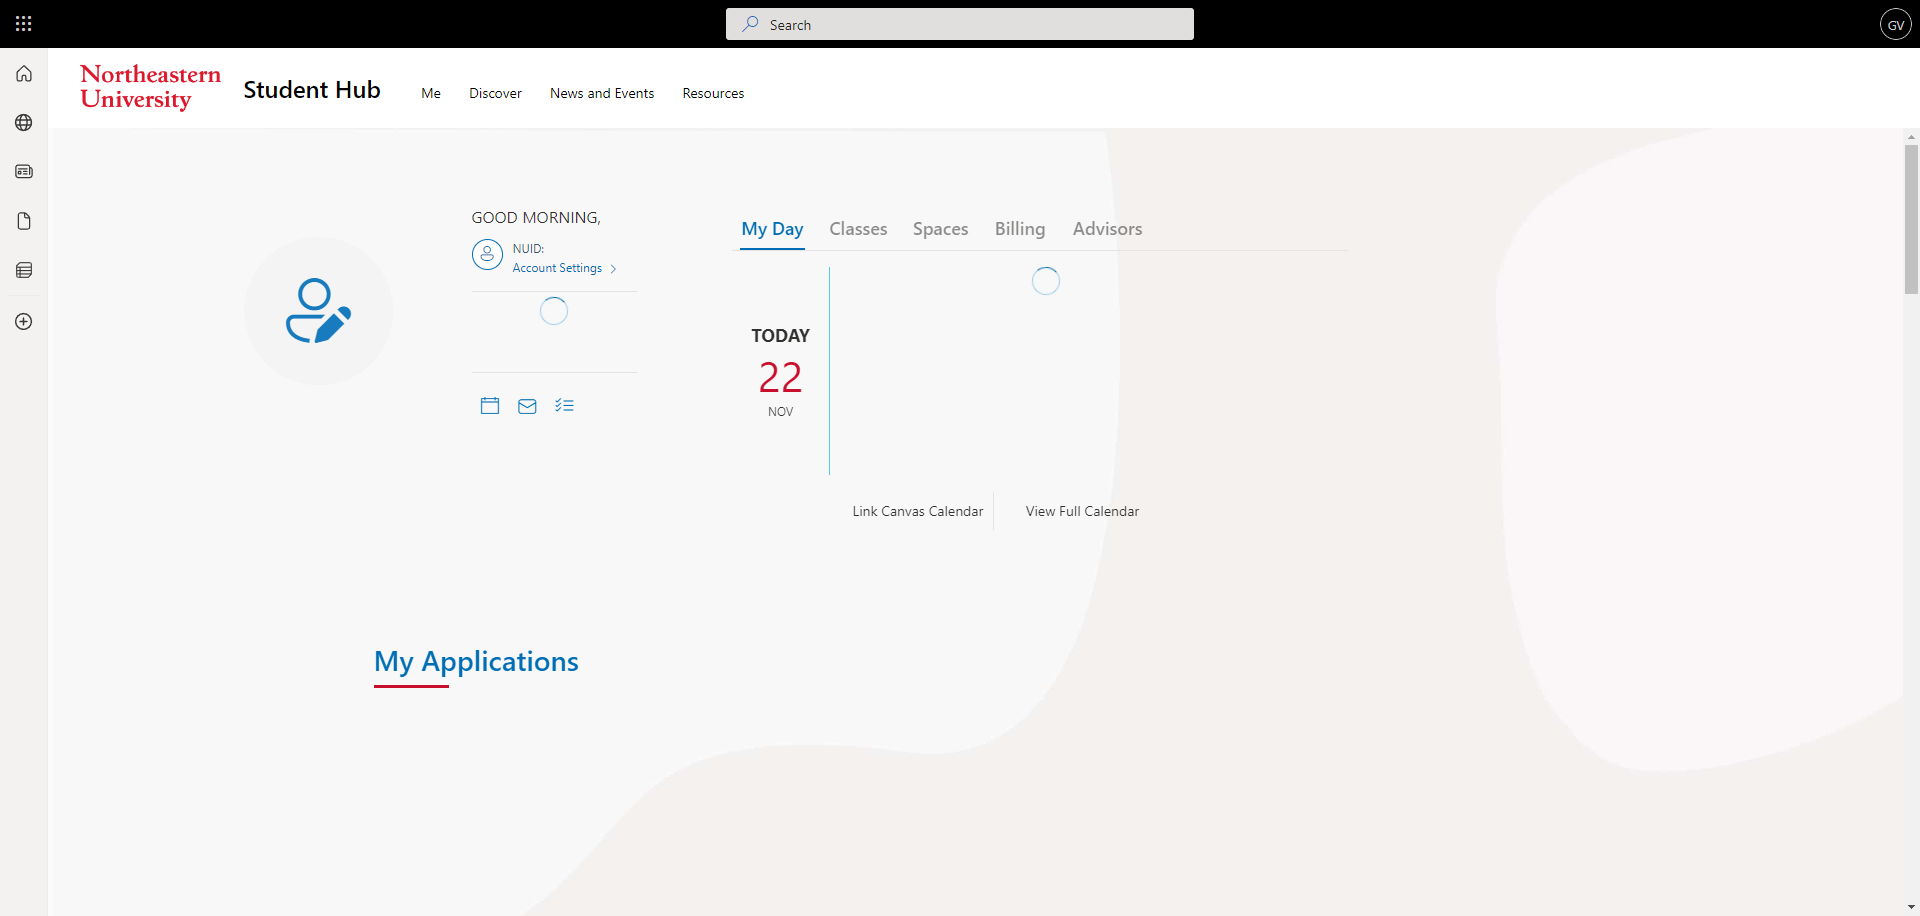 Search
GV
Northeastern
University
Student Hub
Me
Discover
News and Events
Resources
GOOD MORNING,
NUID:
Account Settings
My Day
Classes
Spaces
Billing
Advisors
TODAY
22
NOV
Link Canvas Calendar
View Full Calendar
My Applications